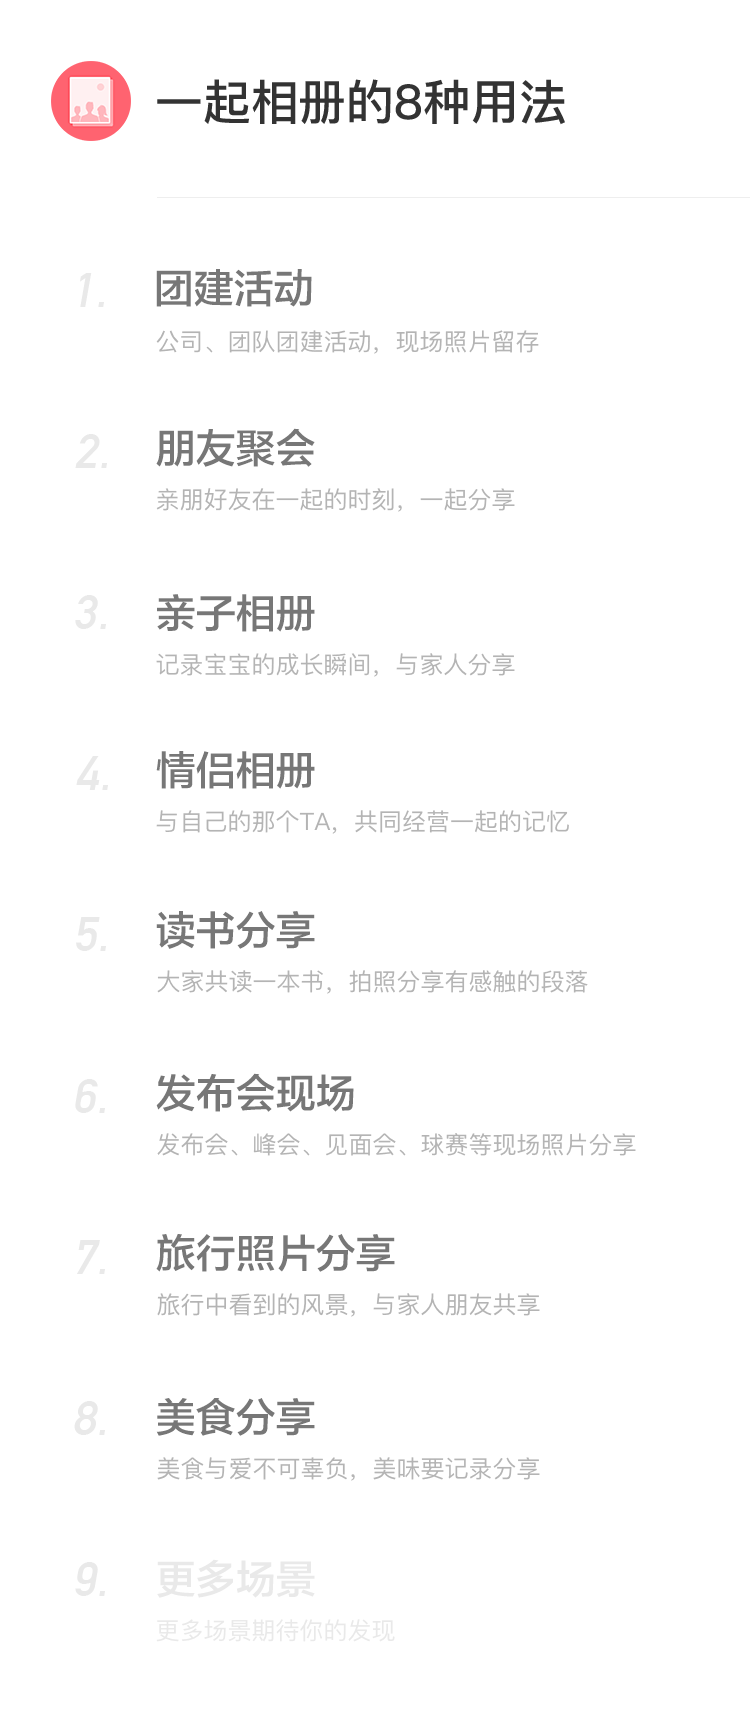 一起相册的8种用法
1. 团建活动
公司、团队团建活动，现场照片留存
2. 朋友聚会
亲朋好友在一起的时刻，一起分享
3. 亲子相册
记录宝宝的成长瞬间，与家人分享
4. 情侣相册
与自己的那个TA，共同经营一起的记忆
5. 读书分享
大家共读一本书，拍照分享有感触的段落
6. 发布会现场
发布会、峰会、见面会、球赛等现场照片分享
7. 旅行照片分享
旅行中看到的风景，与家人朋友共享
8. 美食分享
美食与爱不可辜负，美味要记录分享
9. 更多场景
更多场景期待你的发现